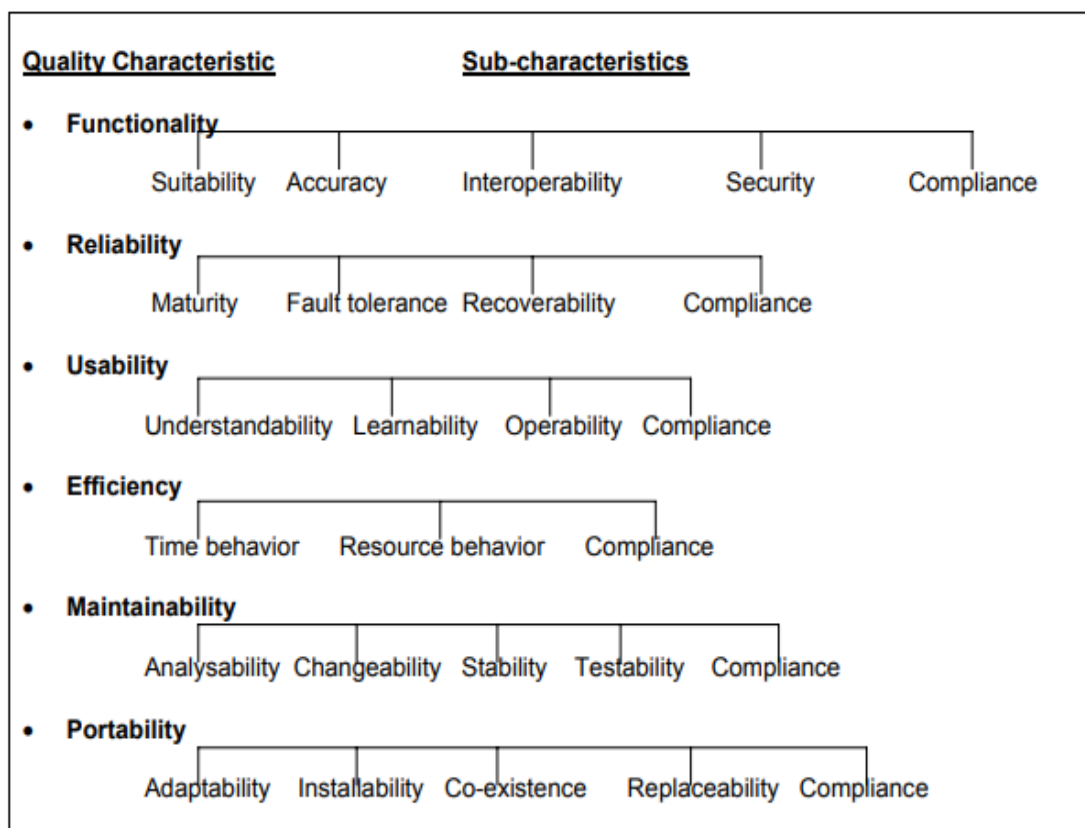 Quality Characteristic Sub-characteristics
• Functionality
Suitability Accuracy Interoperability Security Compliance
• Reliability
Maturity Fault tolerance Recoverability Compliance
• Usability
Understandability Learnability Operability Compliance
• Efficiency
Time behavior Resource behavior Compliance
• Maintainability
Analysability Changeability Stability Testability Compliance
• Portability
Adaptability Installability Co-existence Replaceability Compliance